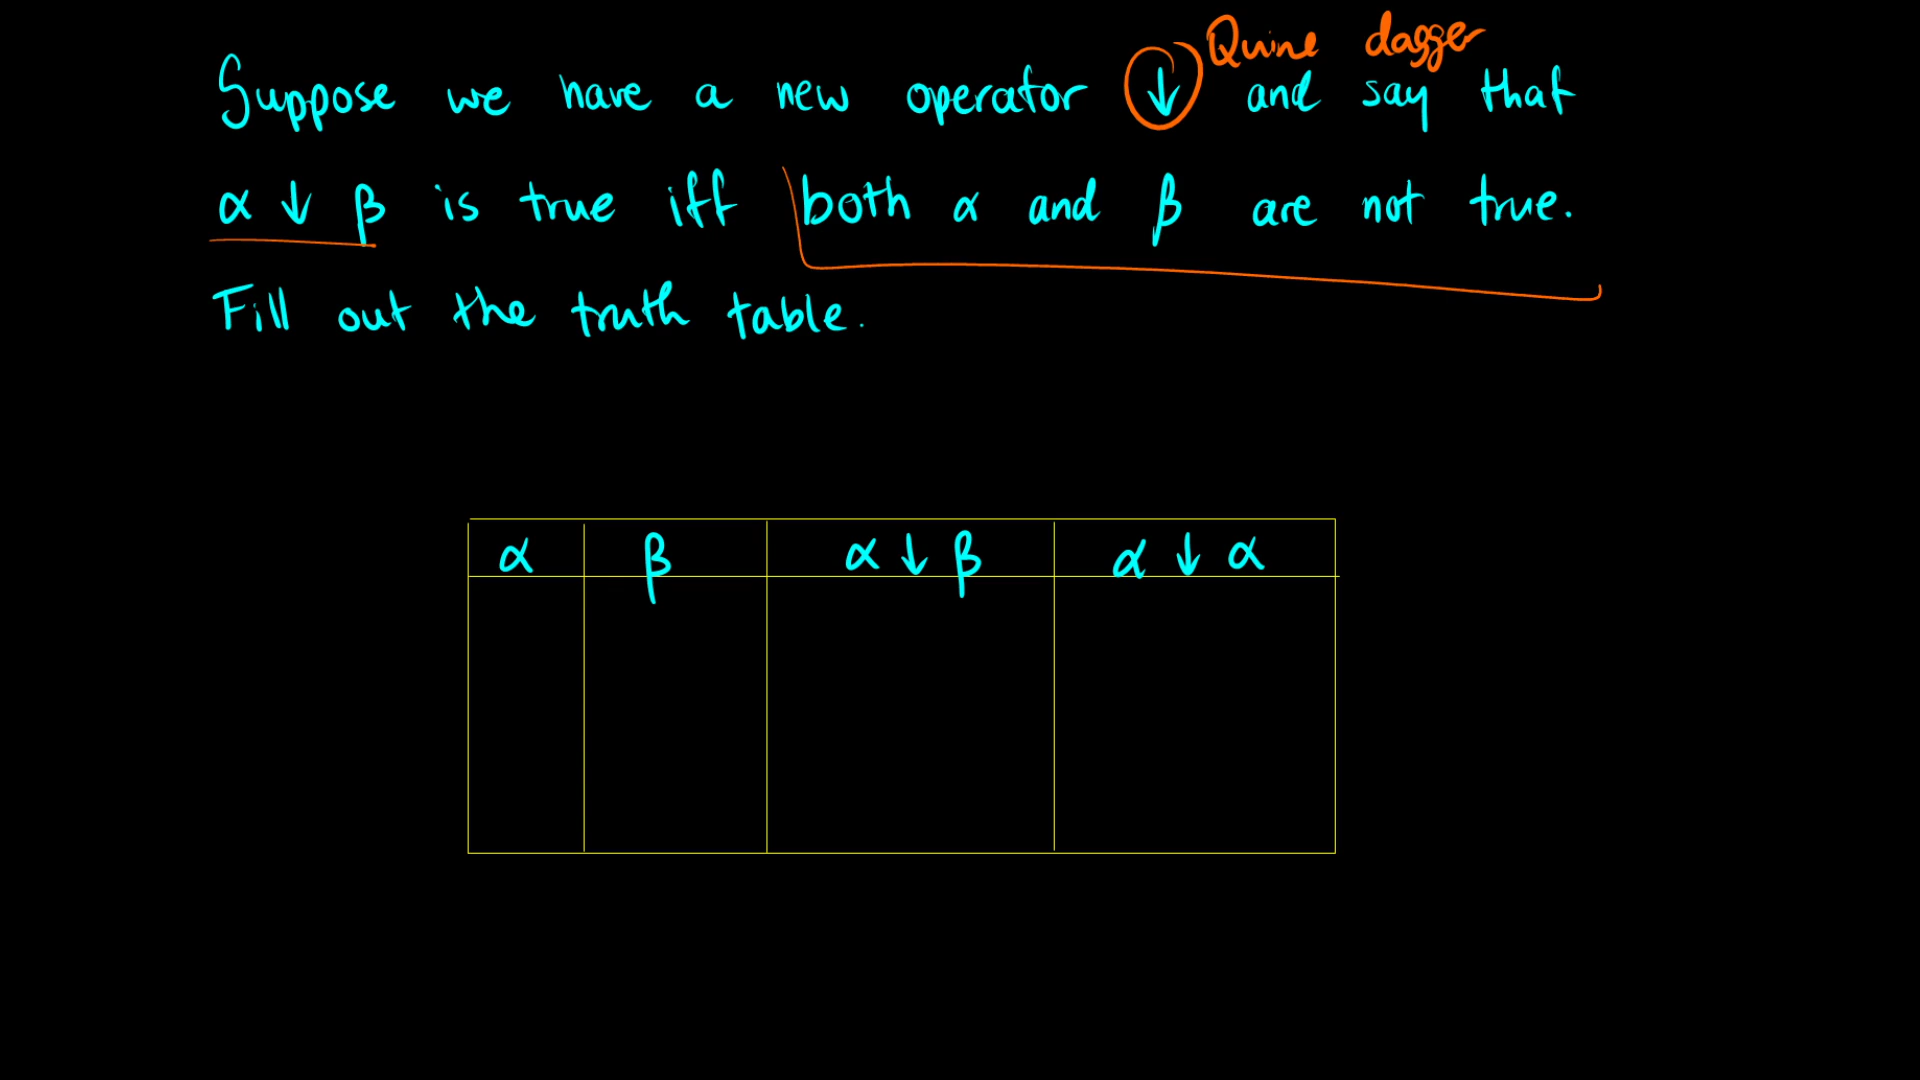 Quine dagger
Suppose we have a new operator ↓ and say that
α ↓ β is true iff both α and β are not true.
Fill out the truth table.
α β α ↓ β α ↓ α